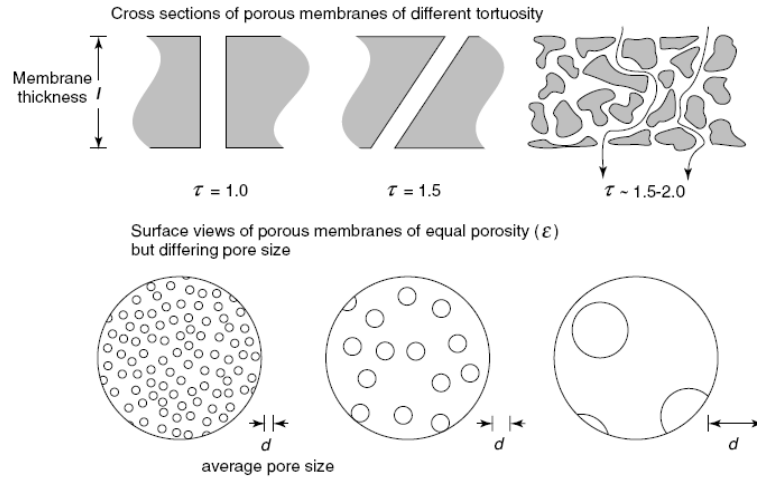 Cross sections of porous membranes of different tortuosity
Membrane
thickness l
τ = 1.0
τ = 1.5
τ ~ 1.5-2.0
Surface views of porous membranes of equal porosity (ε)
but differing pore size
d
d
d
average pore size